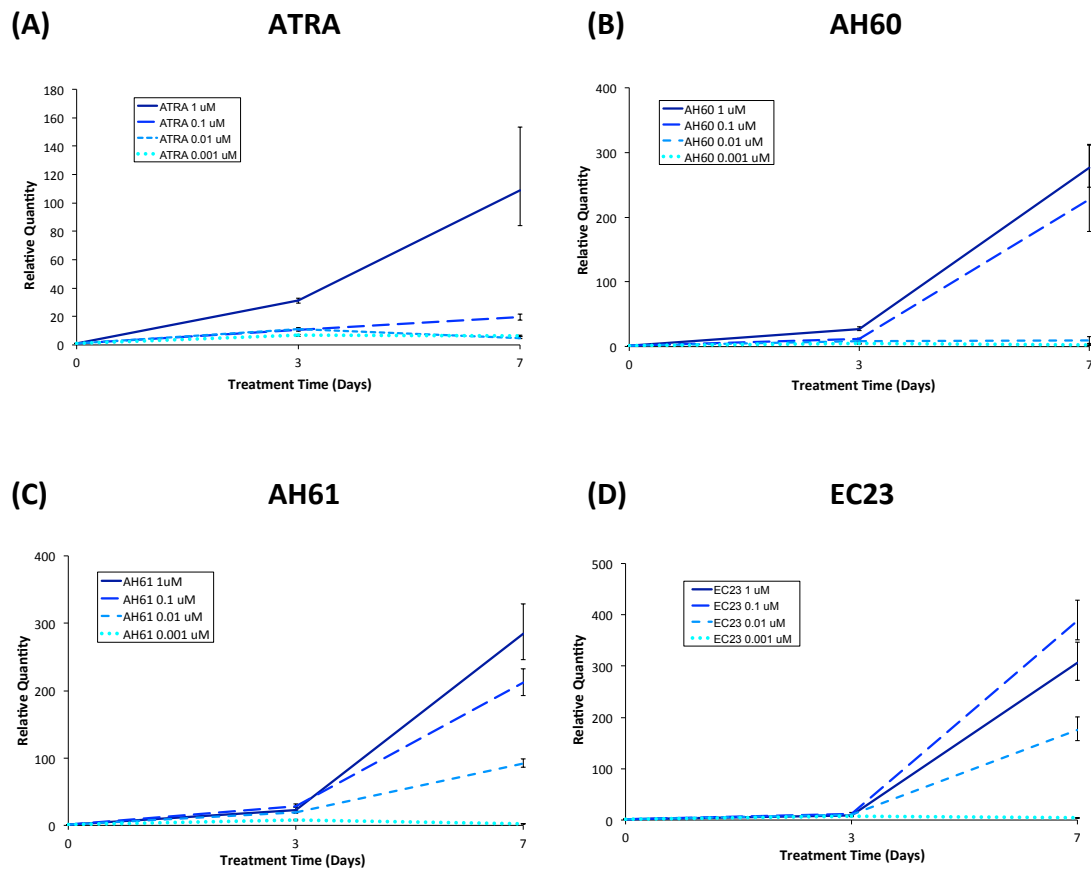 (A) ATRA
180
160
140
120
100
80
60
40
20
0
Relative Quantity
ATRA 1 uM
ATRA 0.1 uM
ATRA 0.01 uM
ATRA 0.001 uM
0 3 7
Treatment Time (Days)
(B) AH60
400
300
200
100
0
Relative Quantity
AH60 1 uM
AH60 0.1 uM
AH60 0.01 uM
AH60 0.001 uM
0 3 7
Treatment Time (Days)
(C) AH61
400
300
200
100
0
Relative Quantity
AH61 1uM
AH61 0.1 uM
AH61 0.01 uM
AH61 0.001 uM
0 3 7
Treatment Time (Days)
(D) EC23
500
400
300
200
100
0
Relative Quantity
EC23 1 uM
EC23 0.1 uM
EC23 0.01 uM
EC23 0.001 uM
0 3 7
Treatment Time (Days)